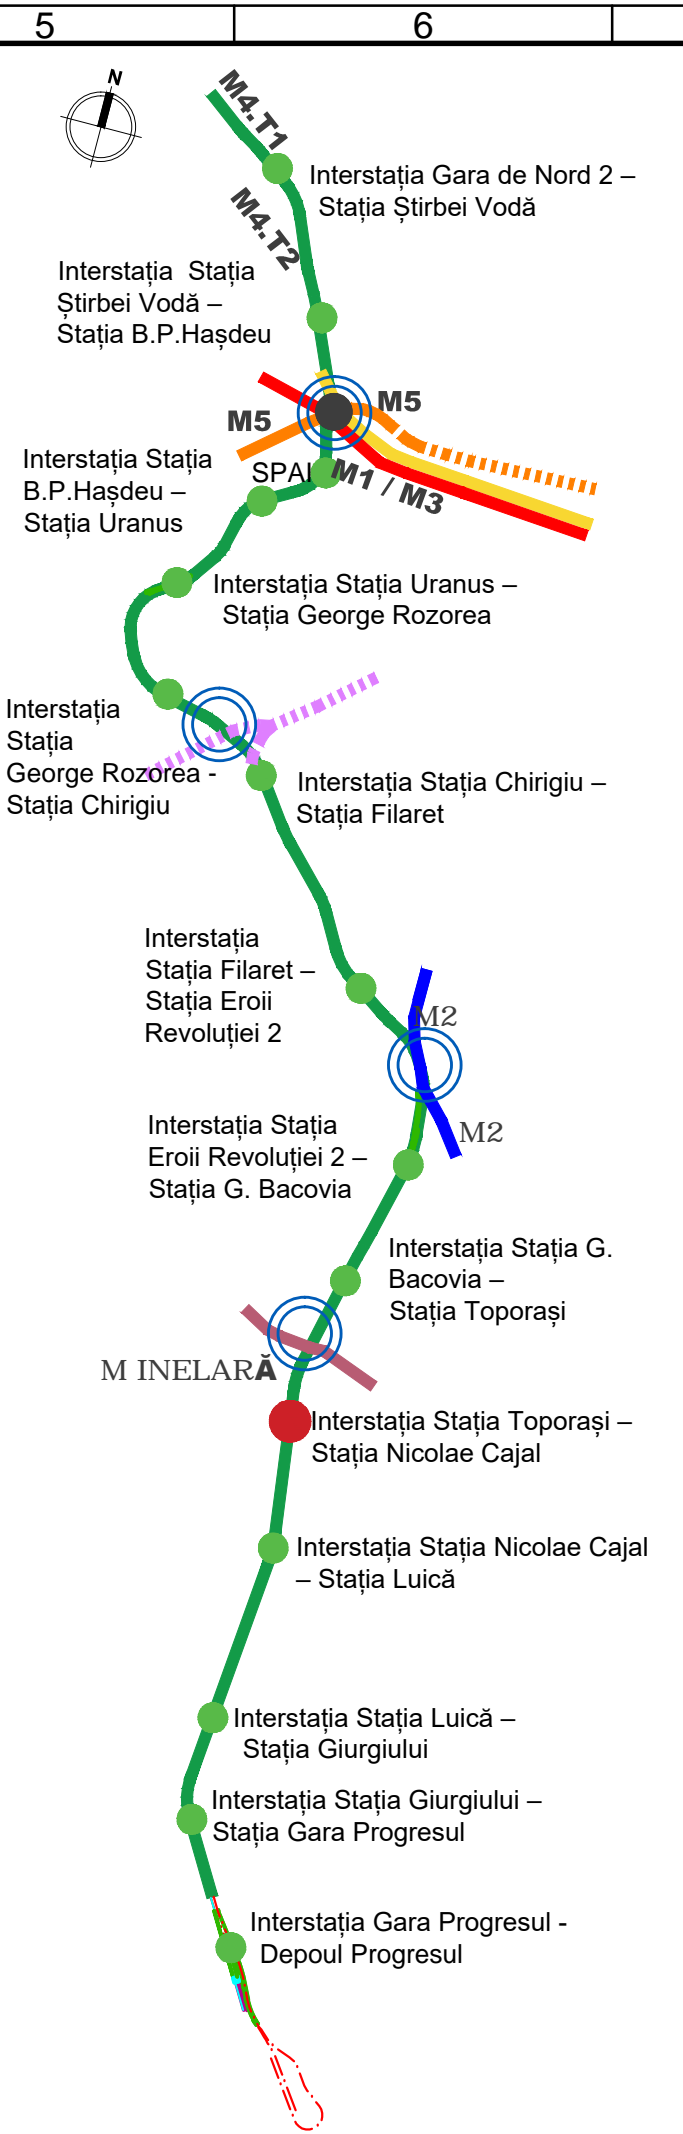 5
6
N
M4.T1
Interstația Gara de Nord 2 –
Stația Știrbei Vodă
M4.T2
Interstația Stația
Știrbei Vodă –
Stația B.P.Hașdeu
M5
M5
Interstația Stația
B.P.Hașdeu –
Stația Uranus
SPAI
M1 / M3
Interstația Stația Uranus –
Stația George Rozorea
Interstația
Stația
George Rozorea -
Stația Chirigiu
Interstația Stația Chirigiu –
Stația Filaret
Interstația
Stația Filaret –
Stația Eroii
Revoluției 2
M2
Interstația Stația
Eroii Revoluției 2 –
Stația G. Bacovia
M2
Interstația Stația G.
Bacovia –
Stația Toporași
M INELARĂ
Interstația Stația Toporași –
Stația Nicolae Cajal
Interstația Stația Nicolae Cajal
– Stația Luică
Interstația Stația Luică –
Stația Giurgiului
Interstația Stația Giurgiului –
Stația Gara Progresul
Interstația Gara Progresul -
Depoul Progresul